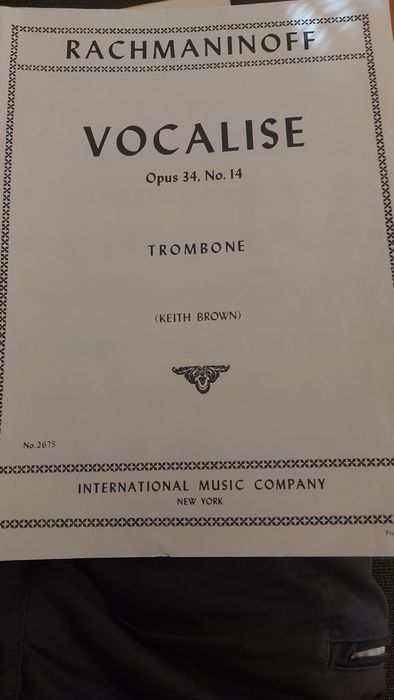 RACHMANINOFF
VOCALISE
Opus 34, No. 14
TROMBONE
(KEITH BROWN)
No. 2675
INTERNATIONAL MUSIC COMPANY
NEW YORK